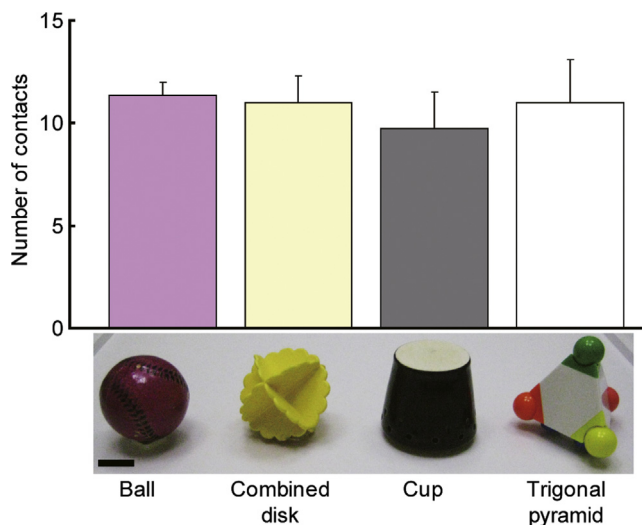 15
10
5
0
Number of contacts
Ball
Combined
disk
Cup
Trigonal
pyramid